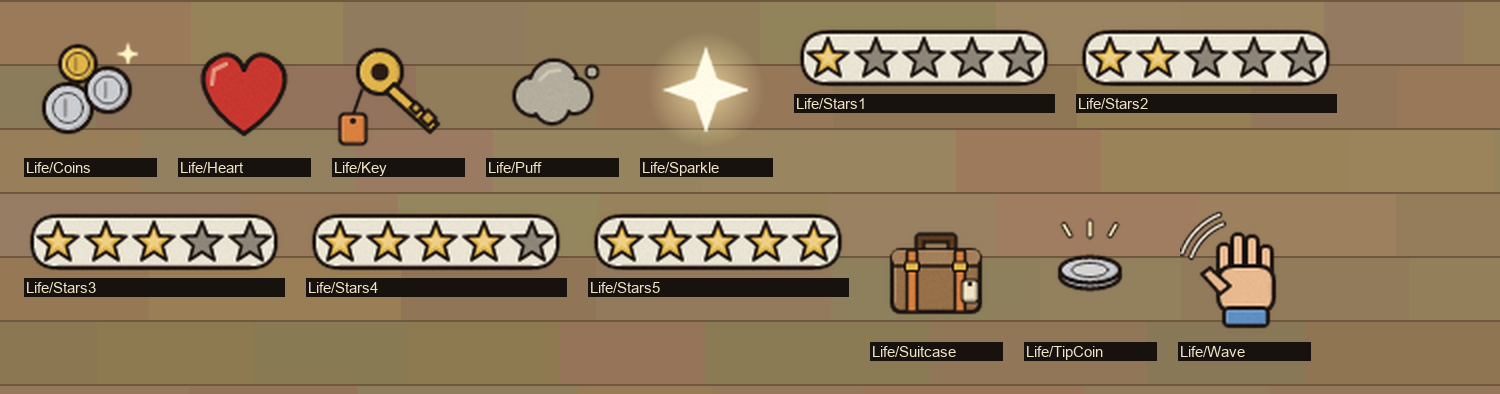 Life/Stars1
Life/Stars2
Life/Coins
Life/Heart
Life/Key
Life/Puff
Life/Sparkle
Life/Stars3
Life/Stars4
Life/Stars5
Life/Suitcase
Life/TipCoin
Life/Wave